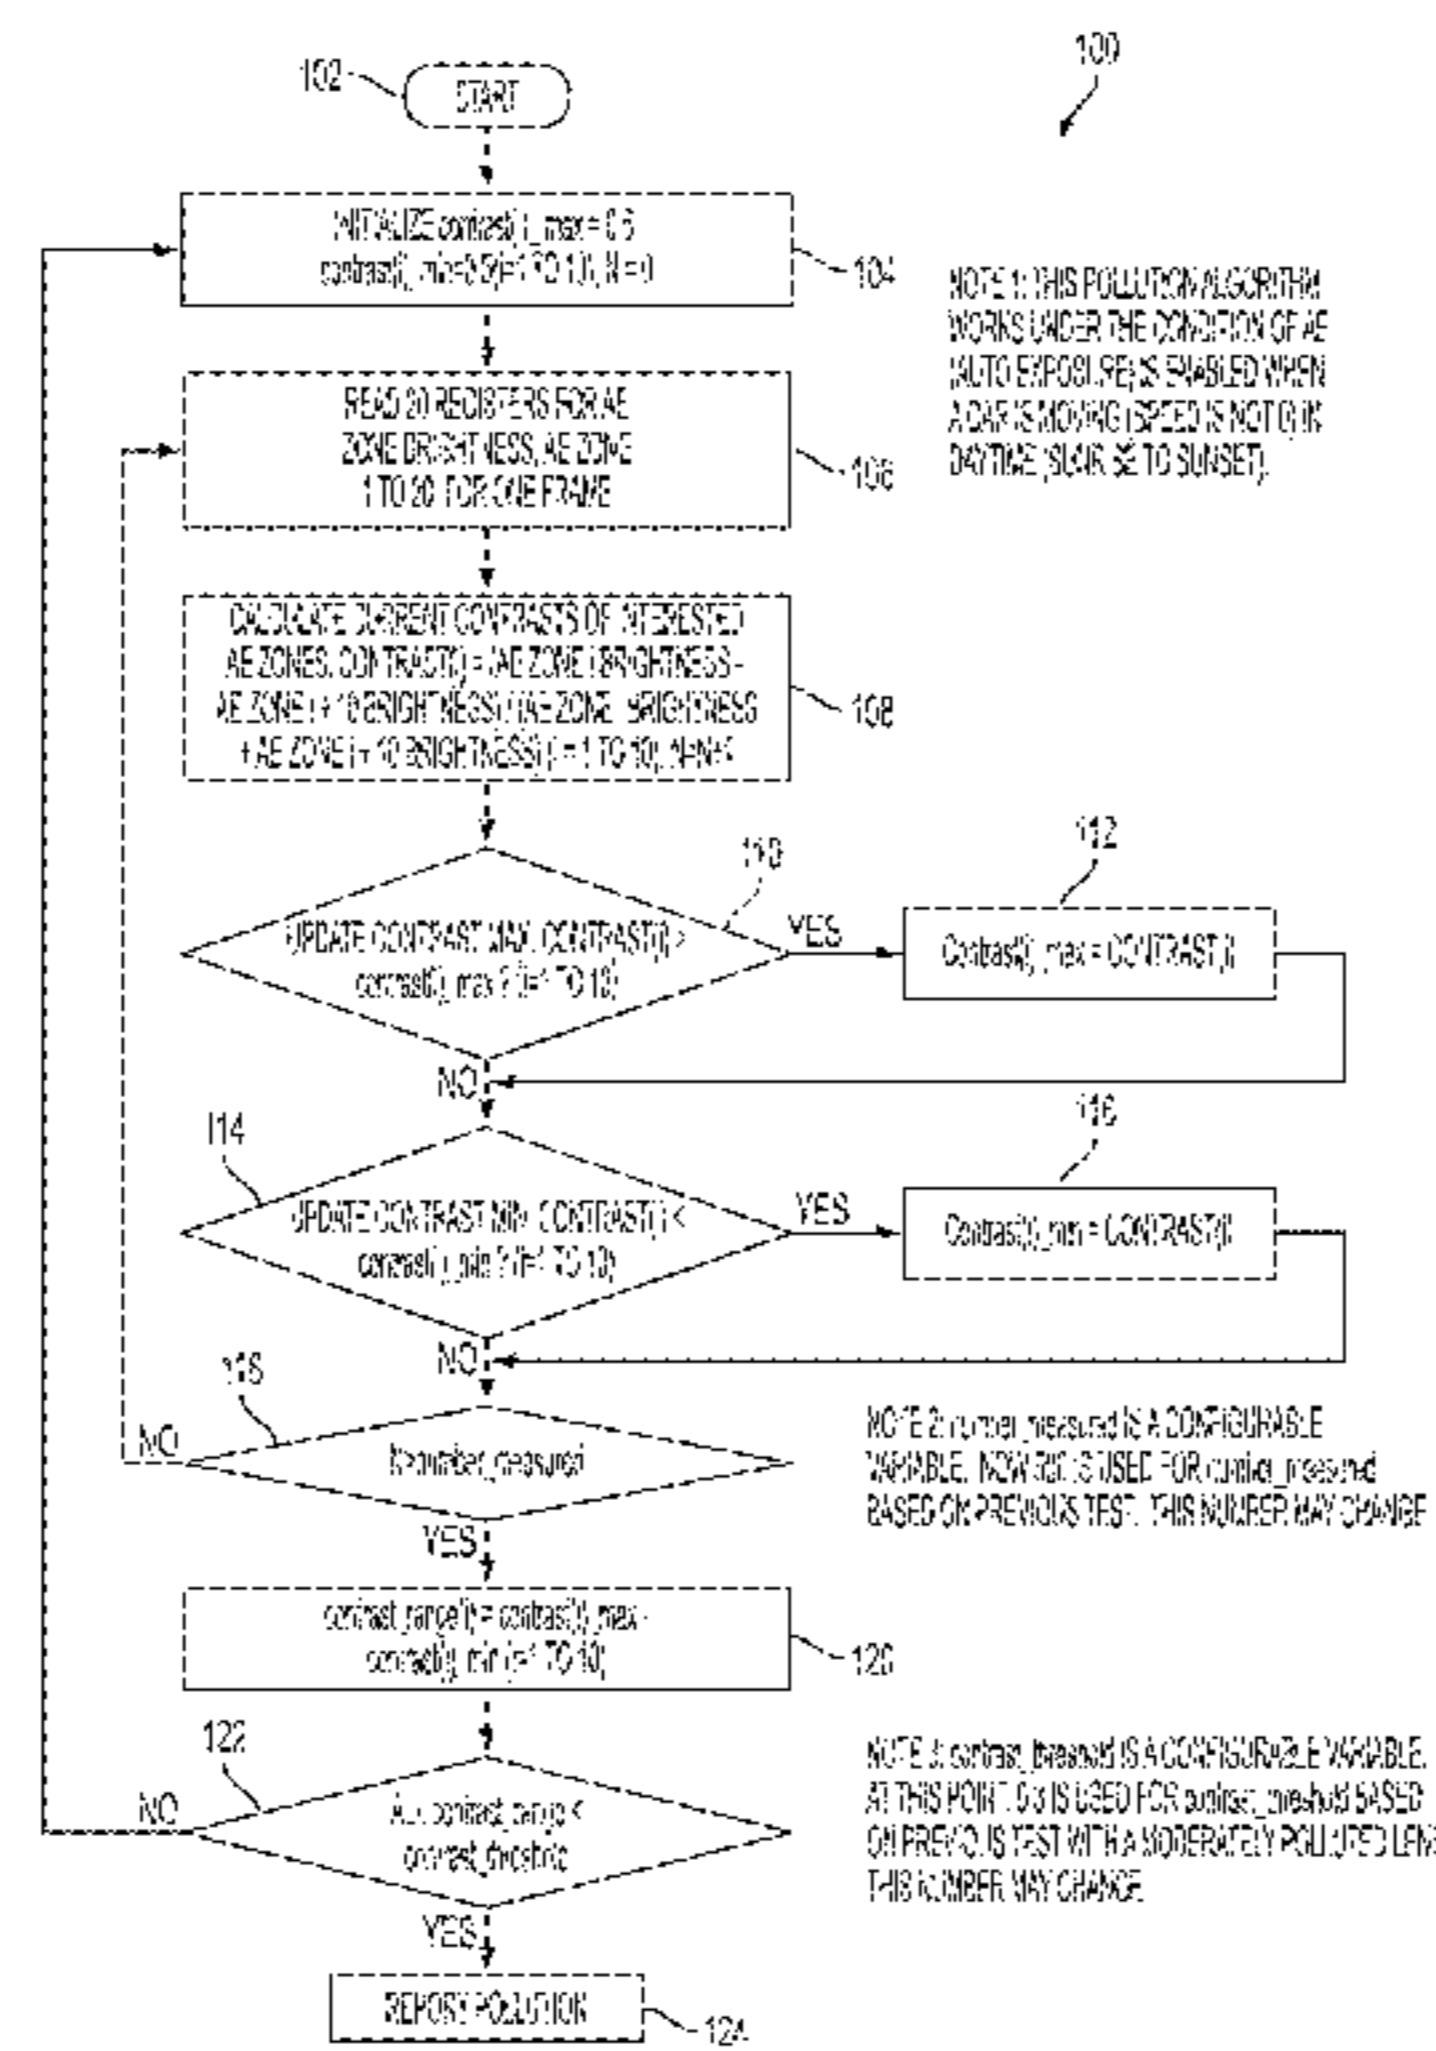 100
102
START
INITIALIZE contrast(i)_max =
contrast(i)_min= (i=1 TO 10), N = 0
104
NOTE 1: THIS POLLUTION ALGORITHM
WORKS UNDER THE CONDITION OF AE
(AUTO EXPOSURE) IS ENABLED WHEN
A CAR IS MOVING (SPEED IS NOT 0) IN
DAYTIME (SUNRISE TO SUNSET).
READ 20 REGISTERS FOR AE
ZONE BRIGHTNESS, AE ZONE
1 TO 20 FOR ONE FRAME
106
CALCULATE CURRENT CONTRASTS OF INTERESTED
AE ZONES, CONTRAST(i) = (AE ZONE i BRIGHTNESS -
AE ZONE i + 10 BRIGHTNESS) / (AE ZONE i BRIGHTNESS
+ AE ZONE i + 10 BRIGHTNESS) (i = 1 TO 10),
108
110
UPDATE CONTRAST MAX, CONTRAST(i) >
contrast(i)_max ? (i=1 TO 10)
YES
112
Contrast(i)_max = CONTRAST(i)
NO
114
UPDATE CONTRAST MIN, CONTRAST(i) <
contrast(i)_min ? (i=1 TO 10)
YES
116
Contrast(i)_min = CONTRAST(i)
NO
118
NO
N>number_measured
YES
NOTE 2: number_measured IS A CONFIGURABLE
VARIABLE. NOW IS USED FOR number_measured
BASED ON PREVIOUS TEST. THIS NUMBER MAY CHANGE
contrast_range(i) = contrast(i)_max -
contrast(i)_min (i=1 TO 10)
120
122
NO
ALL contrast_range <
contrast_threshold
YES
NOTE 3: contrast_threshold IS A CONFIGURABLE VARIABLE.
AT THIS POINT, IS USED FOR contrast_threshold BASED
ON PREVIOUS TEST WITH A MODERATELY POLLUTED LENS
THIS NUMBER MAY CHANGE
REPORT POLLUTION
124